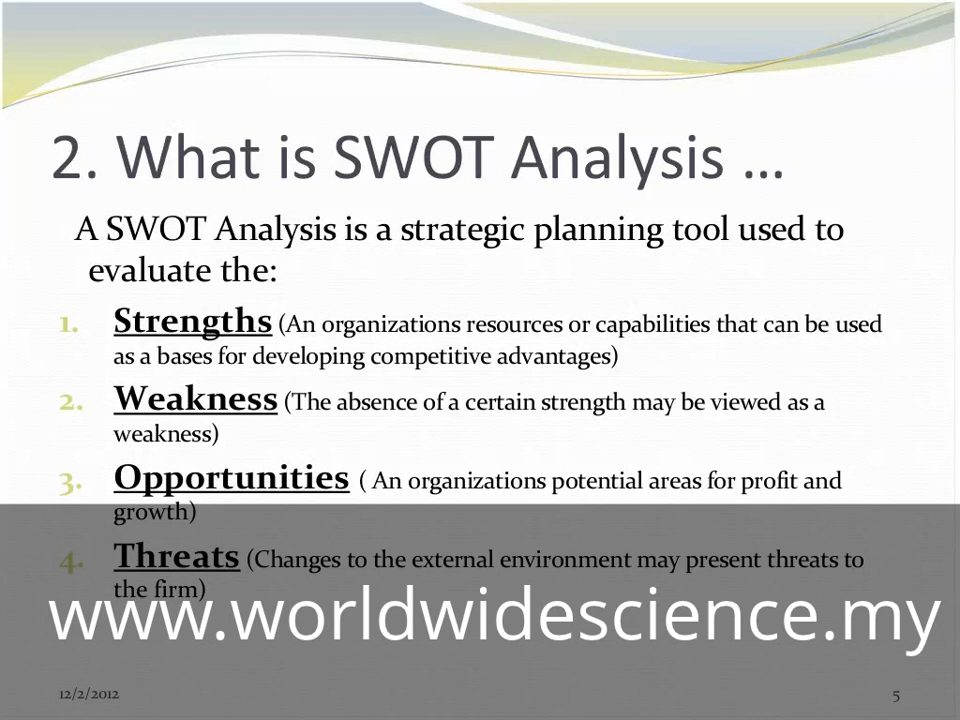 2. What is SWOT Analysis ...
A SWOT Analysis is a strategic planning tool used to
evaluate the:
1. Strengths (An organizations resources or capabilities that can be used
as a bases for developing competitive advantages)
2. Weakness (The absence of a certain strength may be viewed as a
weakness)
3. Opportunities ( An organizations potential areas for profit and
growth)
4. Threats (Changes to the external environment may present threats to
the firm)
www.worldwidescience.my
12/2/2012
5